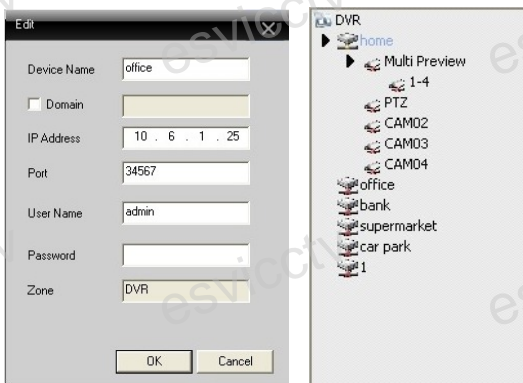 Edit
Device Name office
Domain
IP Address 10 . 6 . 1 . 25
Port 34567
User Name admin
Password
Zone DVR
OK Cancel
DVR
home
Multi Preview
1-4
PTZ
CAM02
CAM03
CAM04
office
bank
supermarket
car park
1
esvicctv